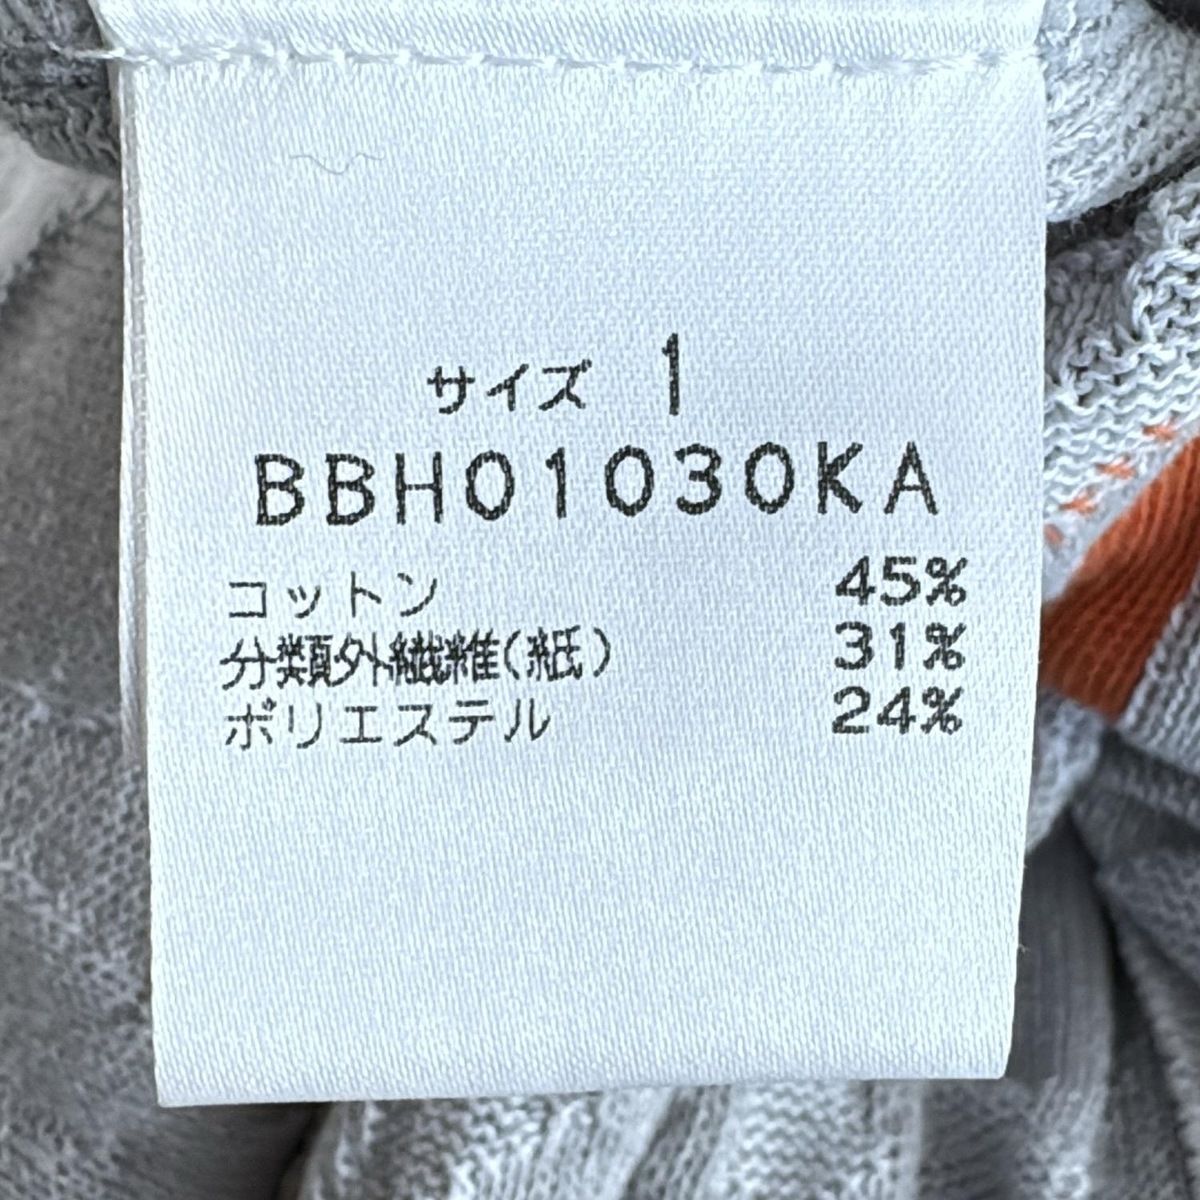 サイズ 1
BBH01030KA
コットン 45%
分類外繊維(紙) 31%
ポリエステル 24%